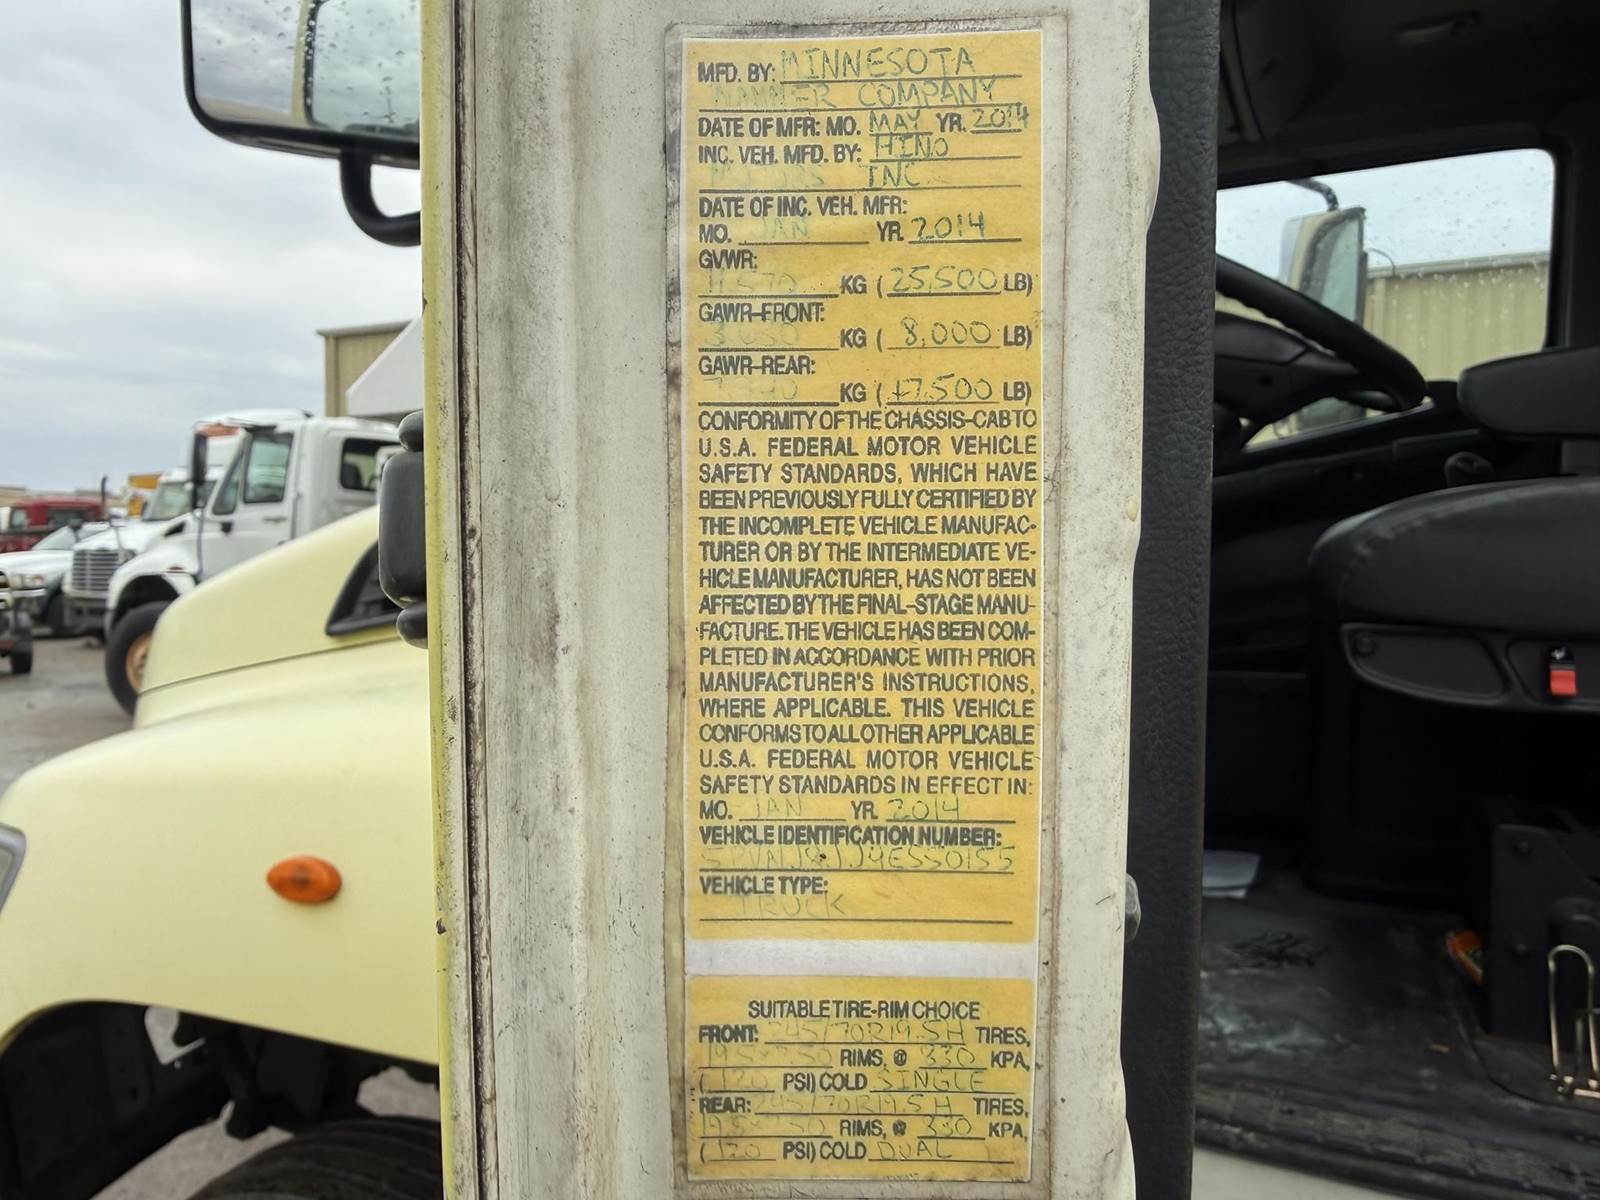 MFD. BY: MINNESOTA
COMPANY
DATE OF MFR: MO. MAY YR. 2014
INC. VEH. MFD. BY: HINO
INC.
DATE OF INC. VEH. MFR:
MO. JAN YR. 2014
GVWR:
KG (25,500 LB)
GAWR-FRONT:
KG ( 8,000 LB)
GAWR-REAR:
KG (17,500 LB)
CONFORMITY OF THE CHASSIS-CAB TO
U.S.A. FEDERAL MOTOR VEHICLE
SAFETY STANDARDS, WHICH HAVE
BEEN PREVIOUSLY FULLY CERTIFIED BY
THE INCOMPLETE VEHICLE MANUFAC-
TURER OR BY THE INTERMEDIATE VE-
HICLE MANUFACTURER, HAS NOT BEEN
AFFECTED BY THE FINAL-STAGE MANU-
FACTURE. THE VEHICLE HAS BEEN COM-
PLETED IN ACCORDANCE WITH PRIOR
MANUFACTURER'S INSTRUCTIONS,
WHERE APPLICABLE. THIS VEHICLE
CONFORMS TO ALL OTHER APPLICABLE
U.S.A. FEDERAL MOTOR VEHICLE
SAFETY STANDARDS IN EFFECT IN:
MO. JAN YR. 2014
VEHICLE IDENTIFICATION NUMBER:
VEHICLE TYPE:
TRUCK
SUITABLE TIRE-RIM CHOICE
FRONT: 245/70R19.5H TIRES,
RIMS, @ 830 KPA,
(120 PSI) COLD SINGLE
REAR: 245/70R19.5H TIRES,
RIMS, @ 830 KPA,
(120 PSI) COLD DUAL